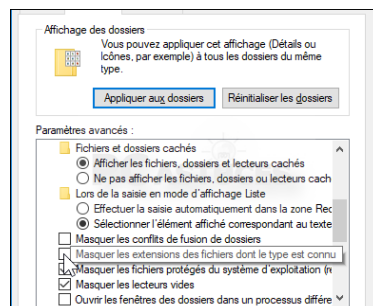 Affichage des dossiers
Vous pouvez appliquer cet affichage (Détails ou
Icônes, par exemple) à tous les dossiers du même
type.
Appliquer aux dossiers
Réinitialiser les dossiers
Paramètres avancés :
Fichiers et dossiers cachés
Afficher les fichiers, dossiers et lecteurs cachés
Ne pas afficher les fichiers, dossiers ou lecteurs cach
Lors de la saisie en mode d'affichage Liste
Effectuer la saisie automatiquement dans la zone Rec
Sélectionner l'élément affiché correspondant au texte
Masquer les conflits de fusion de dossiers
Masquer les extensions des fichiers dont le type est connu
Masquer les fichiers protégés du système d'exploitation (r
Masquer les lecteurs vides
Ouvrir les fenêtres des dossiers dans un processus différe